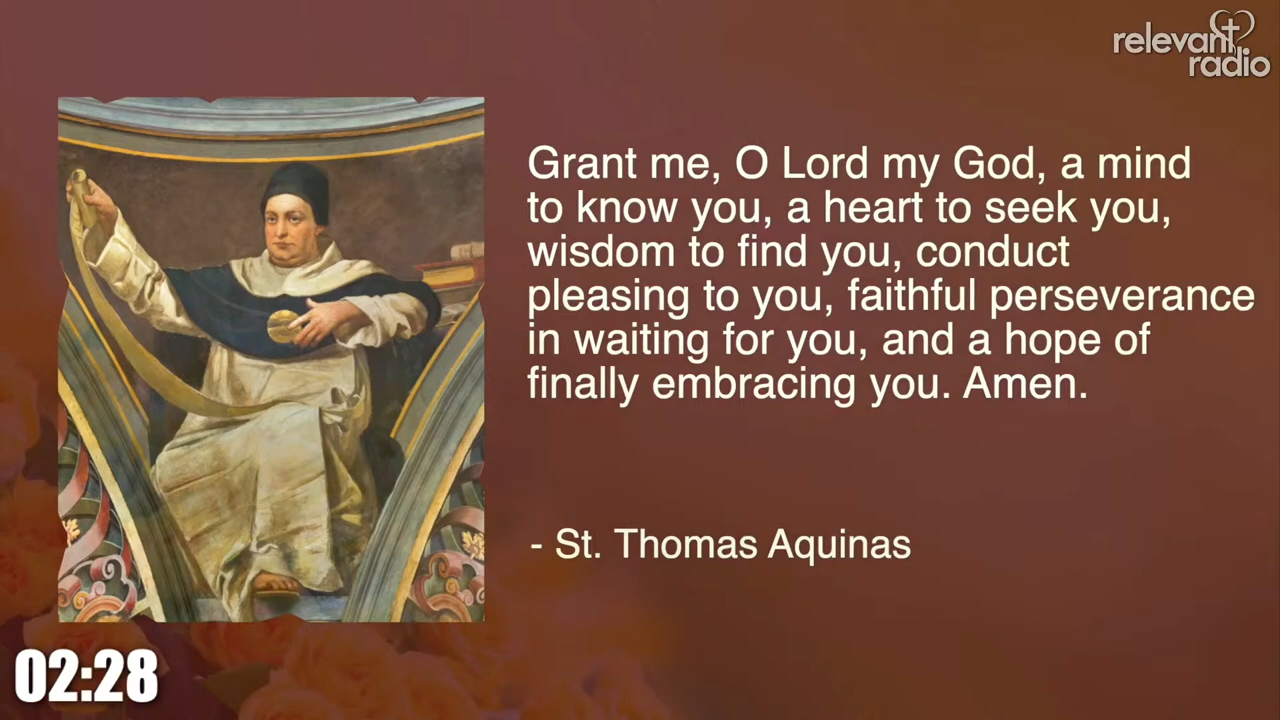 relevant
radio
Grant me, O Lord my God, a mind
to know you, a heart to seek you,
wisdom to find you, conduct
pleasing to you, faithful perseverance
in waiting for you, and a hope of
finally embracing you. Amen.
- St. Thomas Aquinas
02:28